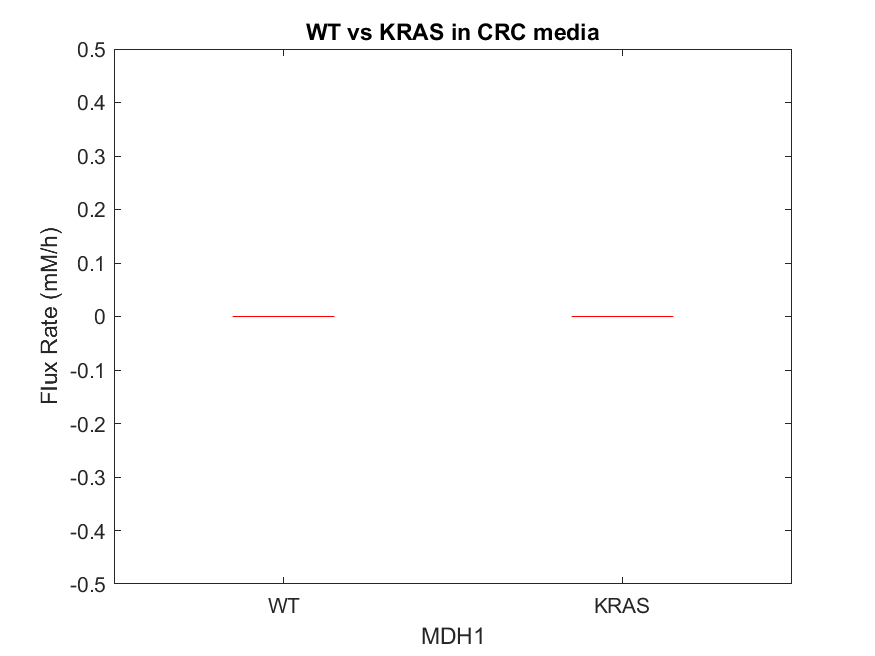 WT vs KRAS in CRC media
0.5
0.4
0.3
0.2
0.1
0
-0.1
-0.2
-0.3
-0.4
-0.5
Flux Rate (mM/h)
WT KRAS
MDH1